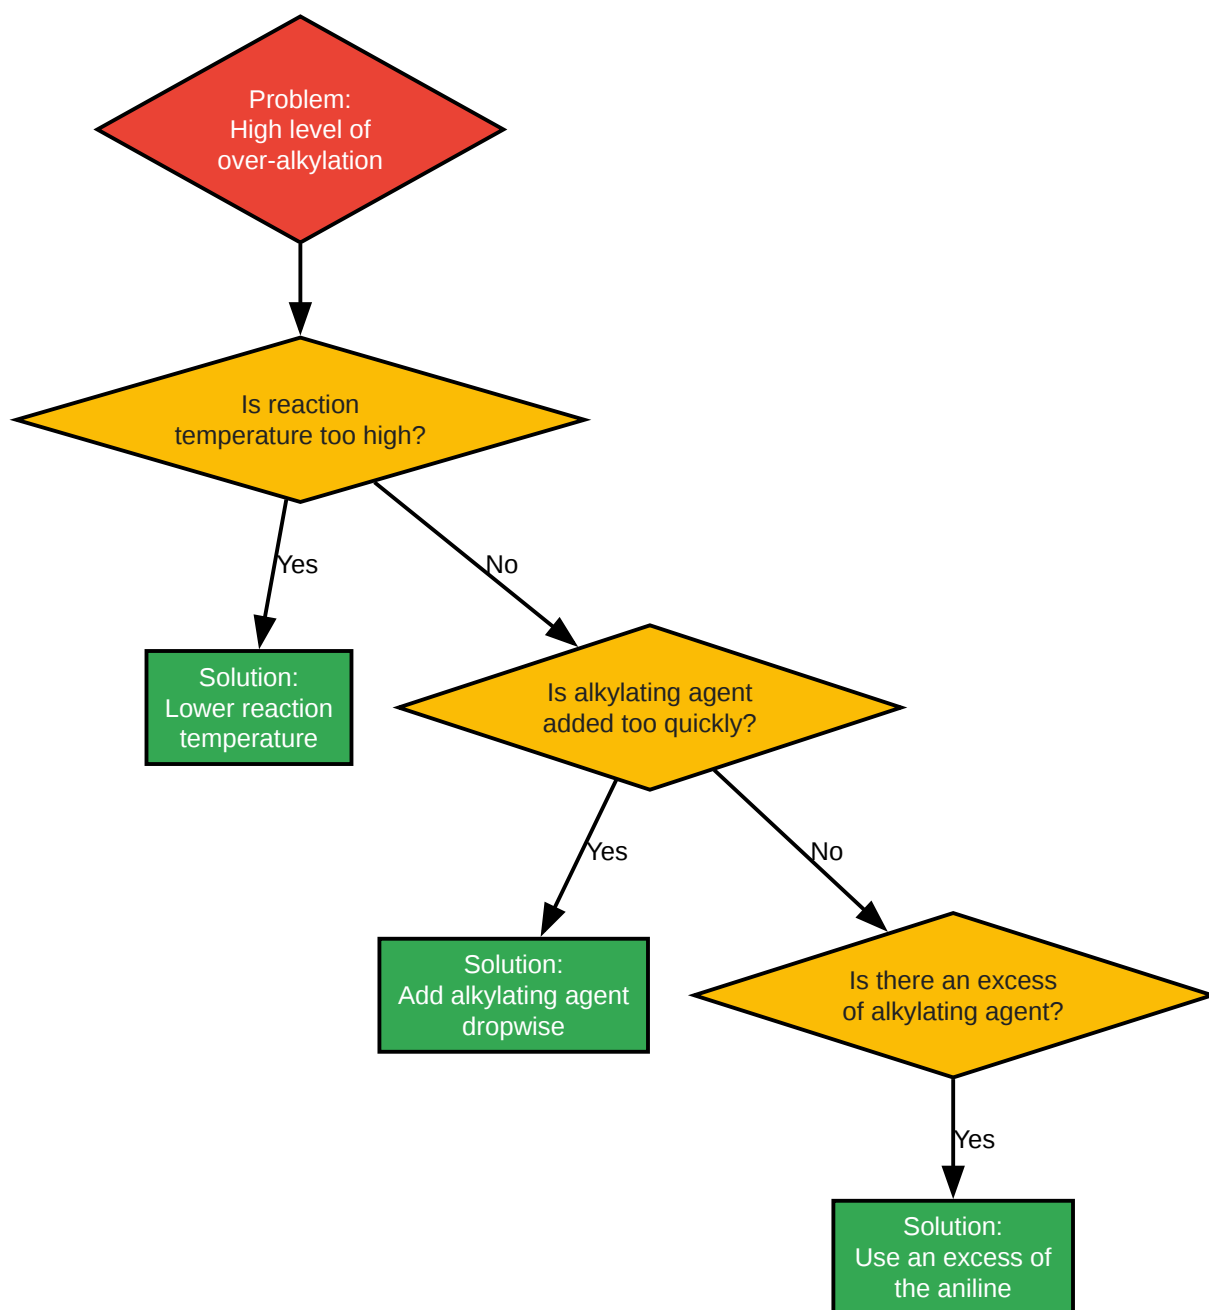 Problem:
High level of
over-alkylation
Is reaction
temperature too high?
Yes
No
Solution:
Lower reaction
temperature
Is alkylating agent
added too quickly?
Yes
No
Solution:
Add alkylating agent
dropwise
Is there an excess
of alkylating agent?
Yes
Solution:
Use an excess of
the aniline